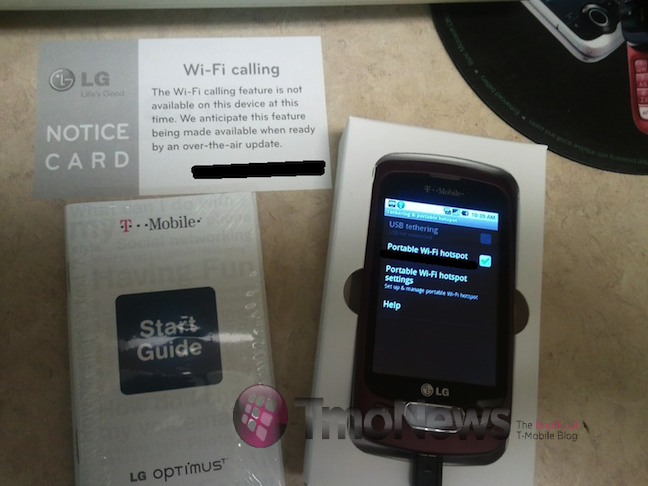 LG
Life's Good
NOTICE
CARD
Wi-Fi calling
The Wi-Fi calling feature is not
available on this device at this
time. We anticipate this feature
being made available when ready
by an over-the-air update.
T··Mobile·
Start
Guide
LG OPTIMUS T
T··Mobile·
10:39 AM
Tethering & portable hotspot
USB tethering
Portable Wi-Fi hotspot
Portable Wi-Fi hotspot
settings
Set up & manage portable Wi-Fi hotspot
Help
LG
TmoNews
The Unofficial
T-Mobile Blog